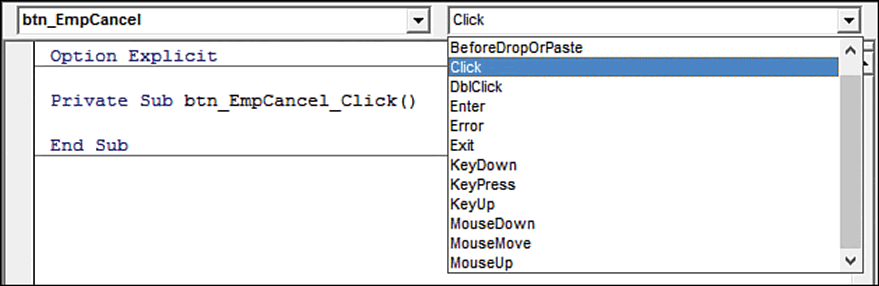 btn_EmpCancel
Click
Option Explicit
Private Sub btn_EmpCancel_Click()
End Sub
BeforeDropOrPaste
Click
DblClick
Enter
Error
Exit
KeyDown
KeyPress
KeyUp
MouseDown
MouseMove
MouseUp